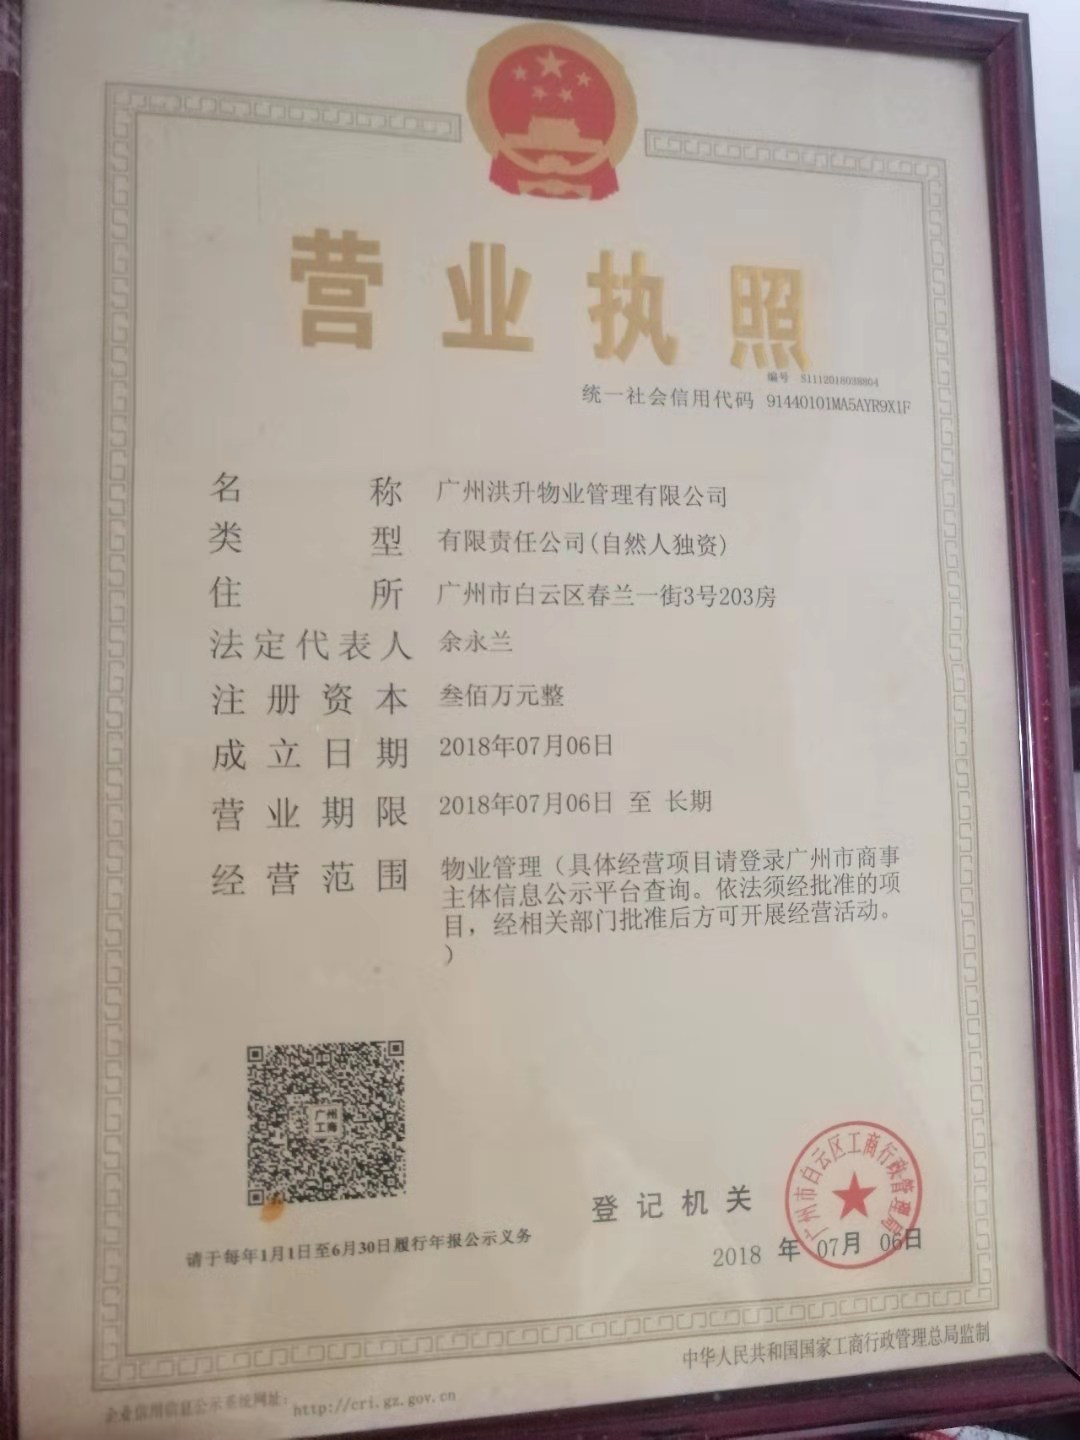 营业执照
编号 S1112018038804
统一社会信用代码 91440101MA5AYR9X1F
名称 广州洪升物业管理有限公司
类型 有限责任公司(自然人独资)
住所 广州市白云区春兰一街3号203房
法定代表人 余永兰
注册资本 叁佰万元整
成立日期 2018年07月06日
营业期限 2018年07月06日 至 长期
经营范围 物业管理（具体经营项目请登录广州市商事
主体信息公示平台查询。依法须经批准的项
目，经相关部门批准后方可开展经营活动。
）
广州
工商
广州市白云区工商行政管理局
登记机关
2018 年 07月 06日
请于每年1月1日至6月30日履行年报公示义务
中华人民共和国国家工商行政管理总局监制
企业信用信息公示系统网址：http://cri.gz.gov.cn